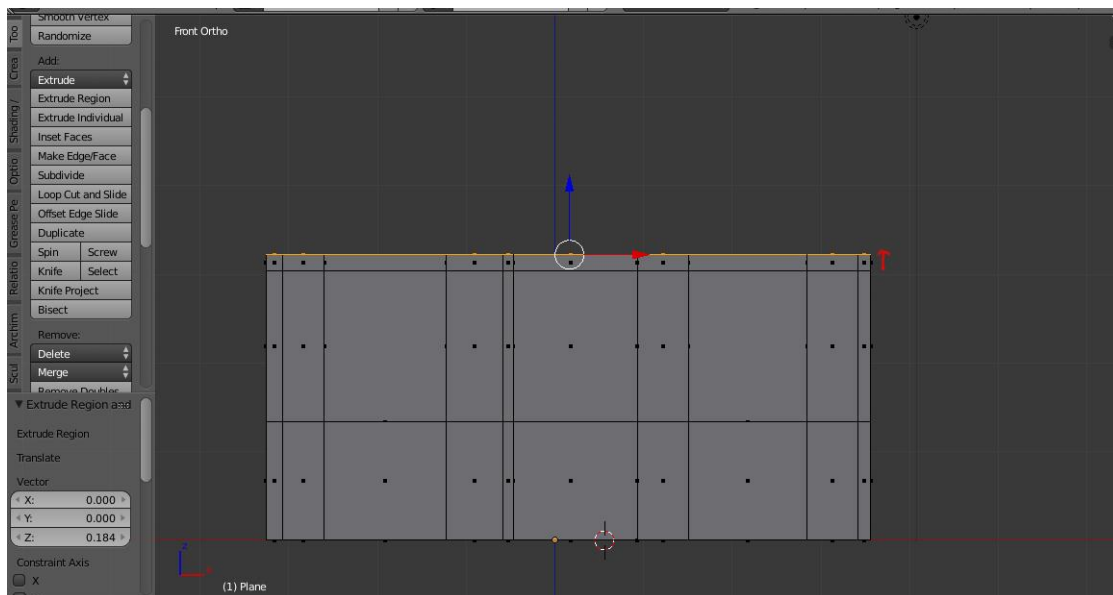 Smooth Vertex
Randomize
Add:
Extrude
Extrude Region
Extrude Individual
Inset Faces
Make Edge/Face
Subdivide
Loop Cut and Slide
Offset Edge Slide
Duplicate
Spin Screw
Knife Select
Knife Project
Bisect
Remove:
Delete
Merge
Remove Doubles
Too
Crea
Shading /
Optio
Grease Pe
Relatio
Archim
Scul
Extrude Region and
Extrude Region
Translate
Vector
X: 0.000
Y: 0.000
Z: 0.184
Constraint Axis
X
Front Ortho
z
x
(1) Plane